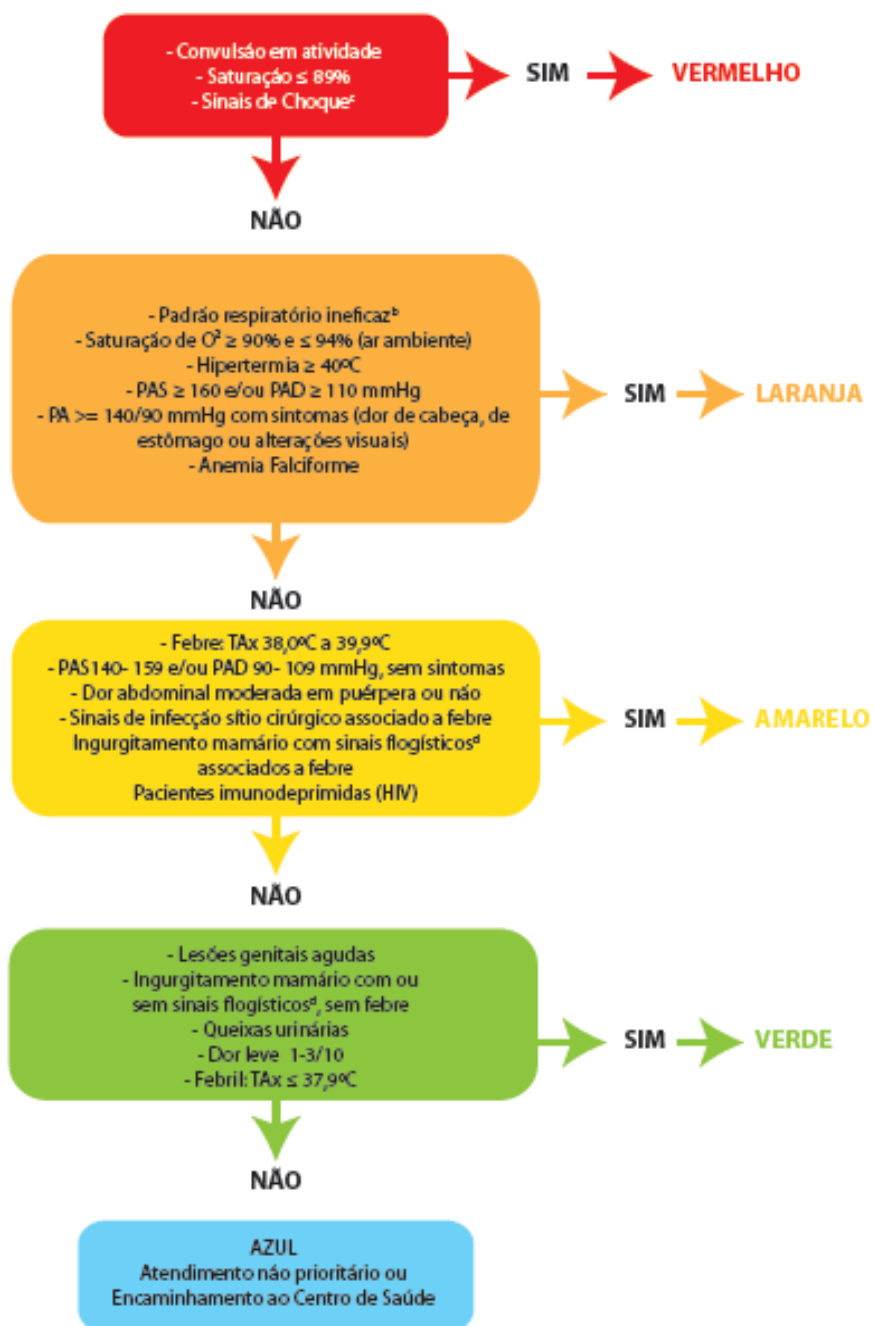 - Convulsão em atividade
- Saturação ≤ 89%
- Sinais de Choqueᶜ
SIM
VERMELHO
NÃO
- Padrão respiratório ineficazᵇ
- Saturação de O² ≥ 90% e ≤ 94% (ar ambiente)
- Hipertermia ≥ 40ºC
- PAS ≥ 160 e/ou PAD ≥ 110 mmHg
- PA >= 140/90 mmHg com sintomas (dor de cabeça, de
estômago ou alterações visuais)
- Anemia Falciforme
SIM
LARANJA
NÃO
- Febre: TAx 38,0ºC a 39,9ºC
- PAS140- 159 e/ou PAD 90- 109 mmHg, sem sintomas
- Dor abdominal moderada em puérpera ou não
- Sinais de infecção sítio cirúrgico associado a febre
Ingurgitamento mamário com sinais flogísticosᵈ
associados a febre
Pacientes imunodeprimidas (HIV)
SIM
AMARELO
NÃO
- Lesões genitais agudas
- Ingurgitamento mamário com ou
sem sinais flogísticosᵈ, sem febre
- Queixas urinárias
- Dor leve 1-3/10
- Febril: TAx ≤ 37,9ºC
SIM
VERDE
NÃO
AZUL
Atendimento não prioritário ou
Encaminhamento ao Centro de Saúde